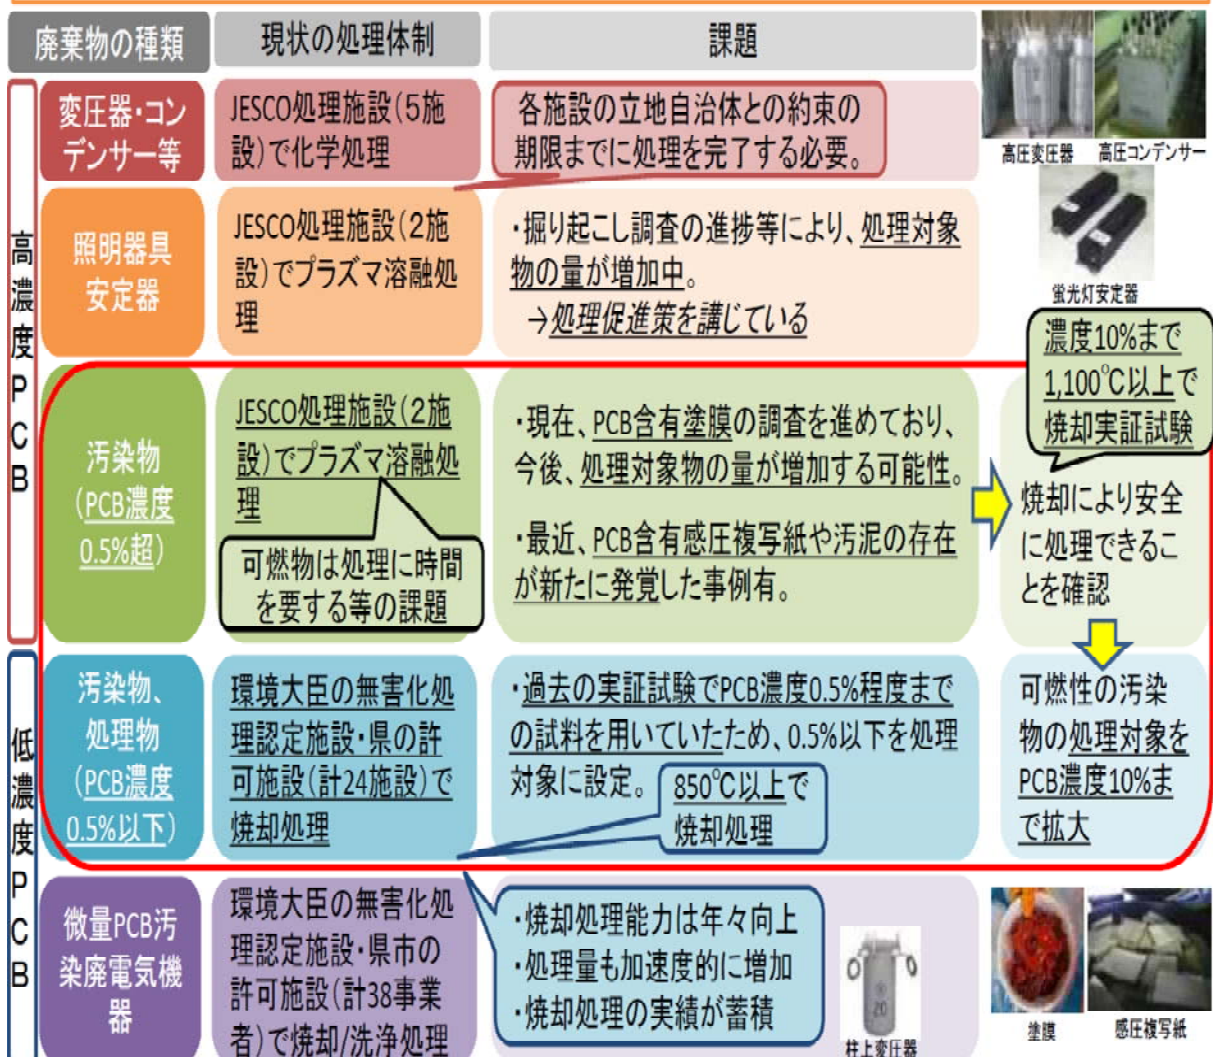 廃棄物の種類
現状の処理体制
課題
高濃度PCB
変圧器・コン
デンサー等
JESCO処理施設(5施
設)で化学処理
各施設の立地自治体との約束の
期限までに処理を完了する必要。
高圧変圧器
高圧コンデンサー
照明器具
安定器
JESCO処理施設(2施
設)でプラズマ溶融処
理
・掘り起こし調査の進捗等により、処理対象
物の量が増加中。
→処理促進策を講じている
蛍光灯安定器
汚染物
(PCB濃度
0.5%超)
JESCO処理施設(2施
設)でプラズマ溶融処
理
可燃物は処理に時間
を要する等の課題
・現在、PCB含有塗膜の調査を進めており、
今後、処理対象物の量が増加する可能性。
・最近、PCB含有感圧複写紙や汚泥の存在
が新たに発覚した事例有。
濃度10%まで
1,100℃以上で
焼却実証試験
焼却により安全
に処理できるこ
とを確認
低濃度PCB
汚染物、
処理物
(PCB濃度
0.5%以下)
環境大臣の無害化処
理認定施設・県の許
可施設(計24施設)で
焼却処理
・過去の実証試験でPCB濃度0.5%程度まで
の試料を用いていたため、0.5%以下を処理
対象に設定。
850℃以上で
焼却処理
可燃性の汚染
物の処理対象を
PCB濃度10%ま
で拡大
微量PCB汚
染廃電気機
器
環境大臣の無害化処
理認定施設・県市の
許可施設(計38事業
者)で焼却/洗浄処理
・焼却処理能力は年々向上
・処理量も加速度的に増加
・焼却処理の実績が蓄積
柱上変圧器
塗膜
感圧複写紙